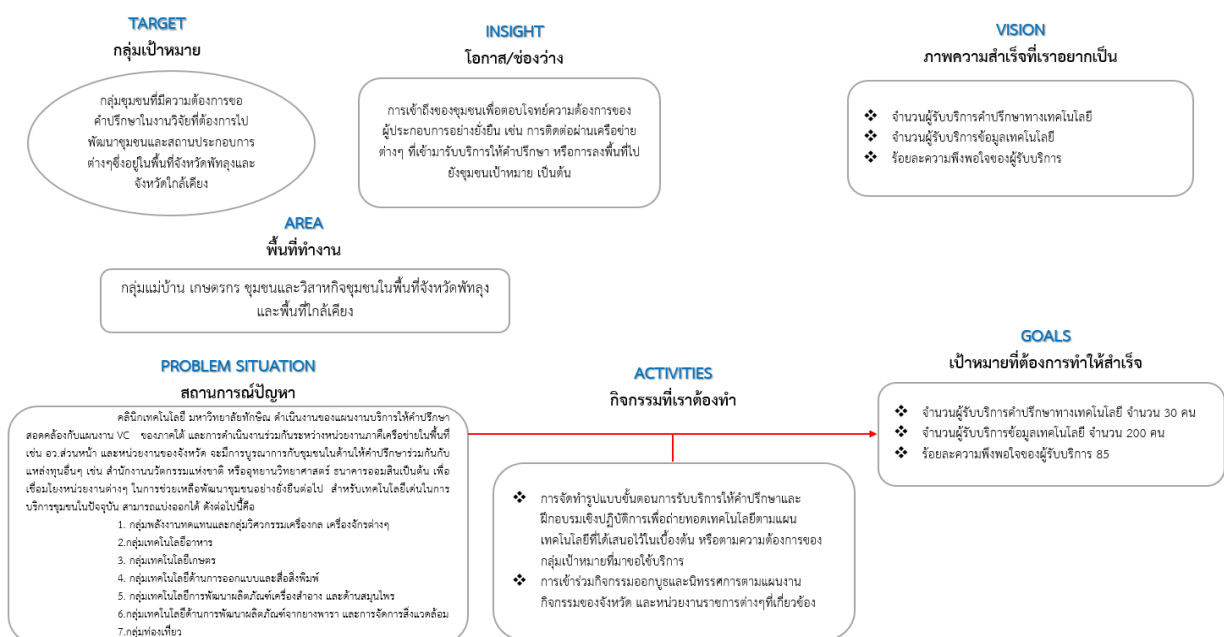 TARGET
กลุ่มเป้าหมาย
กลุ่มชุมชนที่มีความต้องการขอ
คำปรึกษาในงานวิจัยที่ต้องการไป
พัฒนาชุมชนและสถานประกอบการ
ต่างๆซึ่งอยู่ในพื้นที่จังหวัดพัทลุงและ
จังหวัดใกล้เคียง
INSIGHT
โอกาส/ช่องว่าง
การเข้าถึงของชุมชนเพื่อตอบโจทย์ความต้องการของ
ผู้ประกอบการอย่างยั่งยืน เช่น การติดต่อผ่านเครือข่าย
ต่างๆ ที่เข้ามารับบริการให้คำปรึกษา หรือการลงพื้นที่ไป
ยังชุมชนเป้าหมาย เป็นต้น
VISION
ภาพความสำเร็จที่เราอยากเป็น
❖ จำนวนผู้รับบริการคำปรึกษาทางเทคโนโลยี
❖ จำนวนผู้รับบริการข้อมูลเทคโนโลยี
❖ ร้อยละความพึงพอใจของผู้รับบริการ
AREA
พื้นที่ทำงาน
กลุ่มแม่บ้าน เกษตรกร ชุมชนและวิสาหกิจชุมชนในพื้นที่จังหวัดพัทลุง
และพื้นที่ใกล้เคียง
PROBLEM SITUATION
สถานการณ์ปัญหา
คลินิกเทคโนโลยี มหาวิทยาลัยทักษิณ ดำเนินงานของแผนงานบริการให้คำปรึกษา
สอดคล้องกับแผนงาน VC ของภาคใต้ และการดำเนินงานร่วมกันระหว่างหน่วยงานภาคีเครือข่ายในพื้นที่
เช่น อว.ส่วนหน้า และหน่วยงานของจังหวัด จะมีการบูรณาการกับชุมชนในด้านให้คำปรึกษาร่วมกันกับ
แหล่งทุนอื่นๆ เช่น สำนักงานนวัตกรรมแห่งชาติ หรืออุทยานวิทยาศาสตร์ ธนาคารออมสินเป็นต้น เพื่อ
เชื่อมโยงหน่วยงานต่างๆ ในการช่วยเหลือพัฒนาชุมชนอย่างยั่งยืนต่อไป สำหรับเทคโนโลยีเด่นในการ
บริการชุมชนในปัจจุบัน สามารถแบ่งออกได้ ดังต่อไปนี้คือ
1. กลุ่มพลังงานทดแทนและกลุ่มวิศวกรรมเครื่องกล เครื่องจักรต่างๆ
2.กลุ่มเทคโนโลยีอาหาร
3. กลุ่มเทคโนโลยีเกษตร
4. กลุ่มเทคโนโลยีด้านการออกแบบและสื่อสิ่งพิมพ์
5. กลุ่มเทคโนโลยีการพัฒนาผลิตภัณฑ์เครื่องสำอาง และด้านสมุนไพร
6.กลุ่มเทคโนโลยีด้านการพัฒนาผลิตภัณฑ์จากยางพารา และการจัดการสิ่งแวดล้อม
7.กลุ่มท่องเที่ยว
ACTIVITIES
กิจกรรมที่เราต้องทำ
❖ การจัดทำรูปแบบขั้นตอนการรับบริการให้คำปรึกษาและ
ฝึกอบรมเชิงปฏิบัติการเพื่อถ่ายทอดเทคโนโลยีตามแผน
เทคโนโลยีที่ได้เสนอไว้ในเบื้องต้น หรือตามความต้องการของ
กลุ่มเป้าหมายที่มาขอใช้บริการ
❖ การเข้าร่วมกิจกรรมออกบูธและนิทรรศการตามแผนงาน
กิจกรรมของจังหวัด และหน่วยงานราชการต่างๆที่เกี่ยวข้อง
GOALS
เป้าหมายที่ต้องการทำให้สำเร็จ
❖ จำนวนผู้รับบริการคำปรึกษาทางเทคโนโลยี จำนวน 30 คน
❖ จำนวนผู้รับบริการข้อมูลเทคโนโลยี จำนวน 200 คน
❖ ร้อยละความพึงพอใจของผู้รับบริการ 85